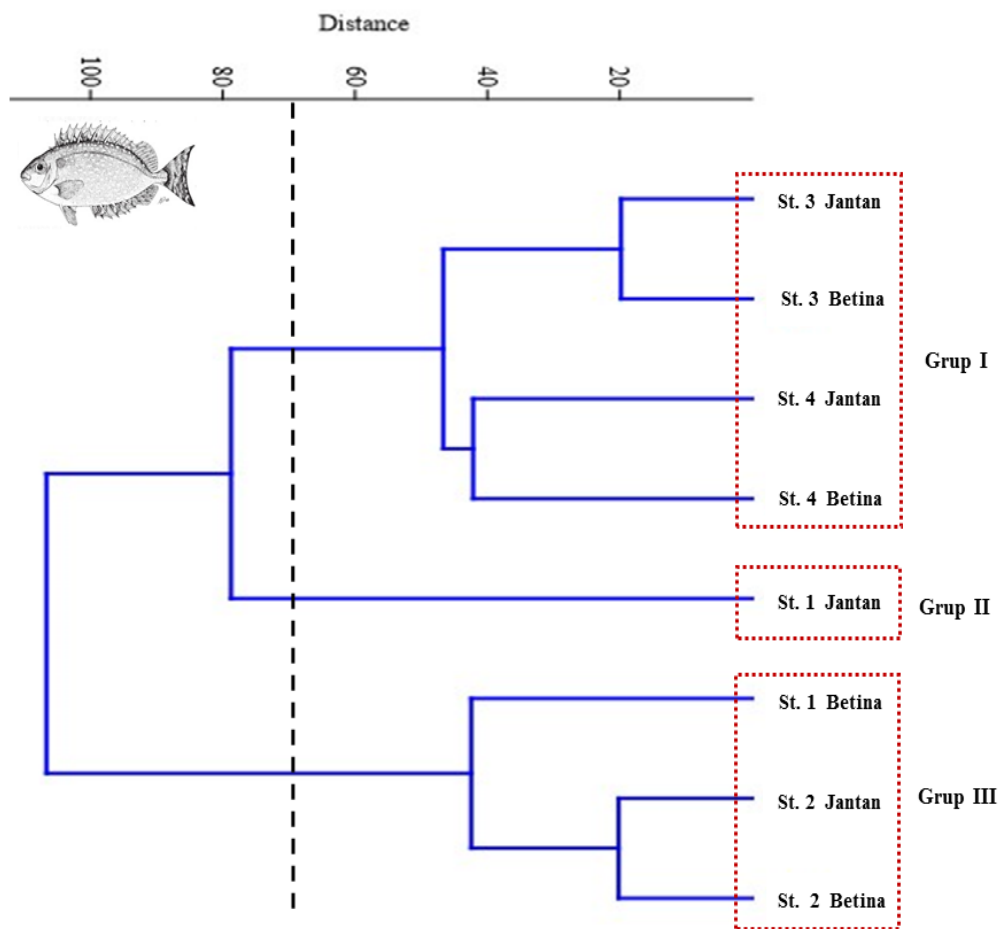 Distance
100
80
60
40
20
St. 3 Jantan
St. 3 Betina
Grup I
St. 4 Jantan
St. 4 Betina
St. 1 Jantan
Grup II
St. 1 Betina
St. 2 Jantan
Grup III
St. 2 Betina